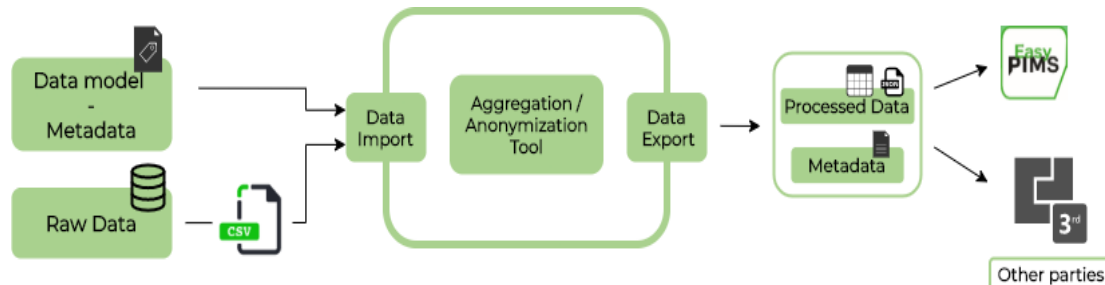 Data model
-
Metadata
Raw Data
CSV
Data
Import
Aggregation /
Anonymization
Tool
Data
Export
JSON
Processed Data
Metadata
Easy
PIMS
3rd
Other parties